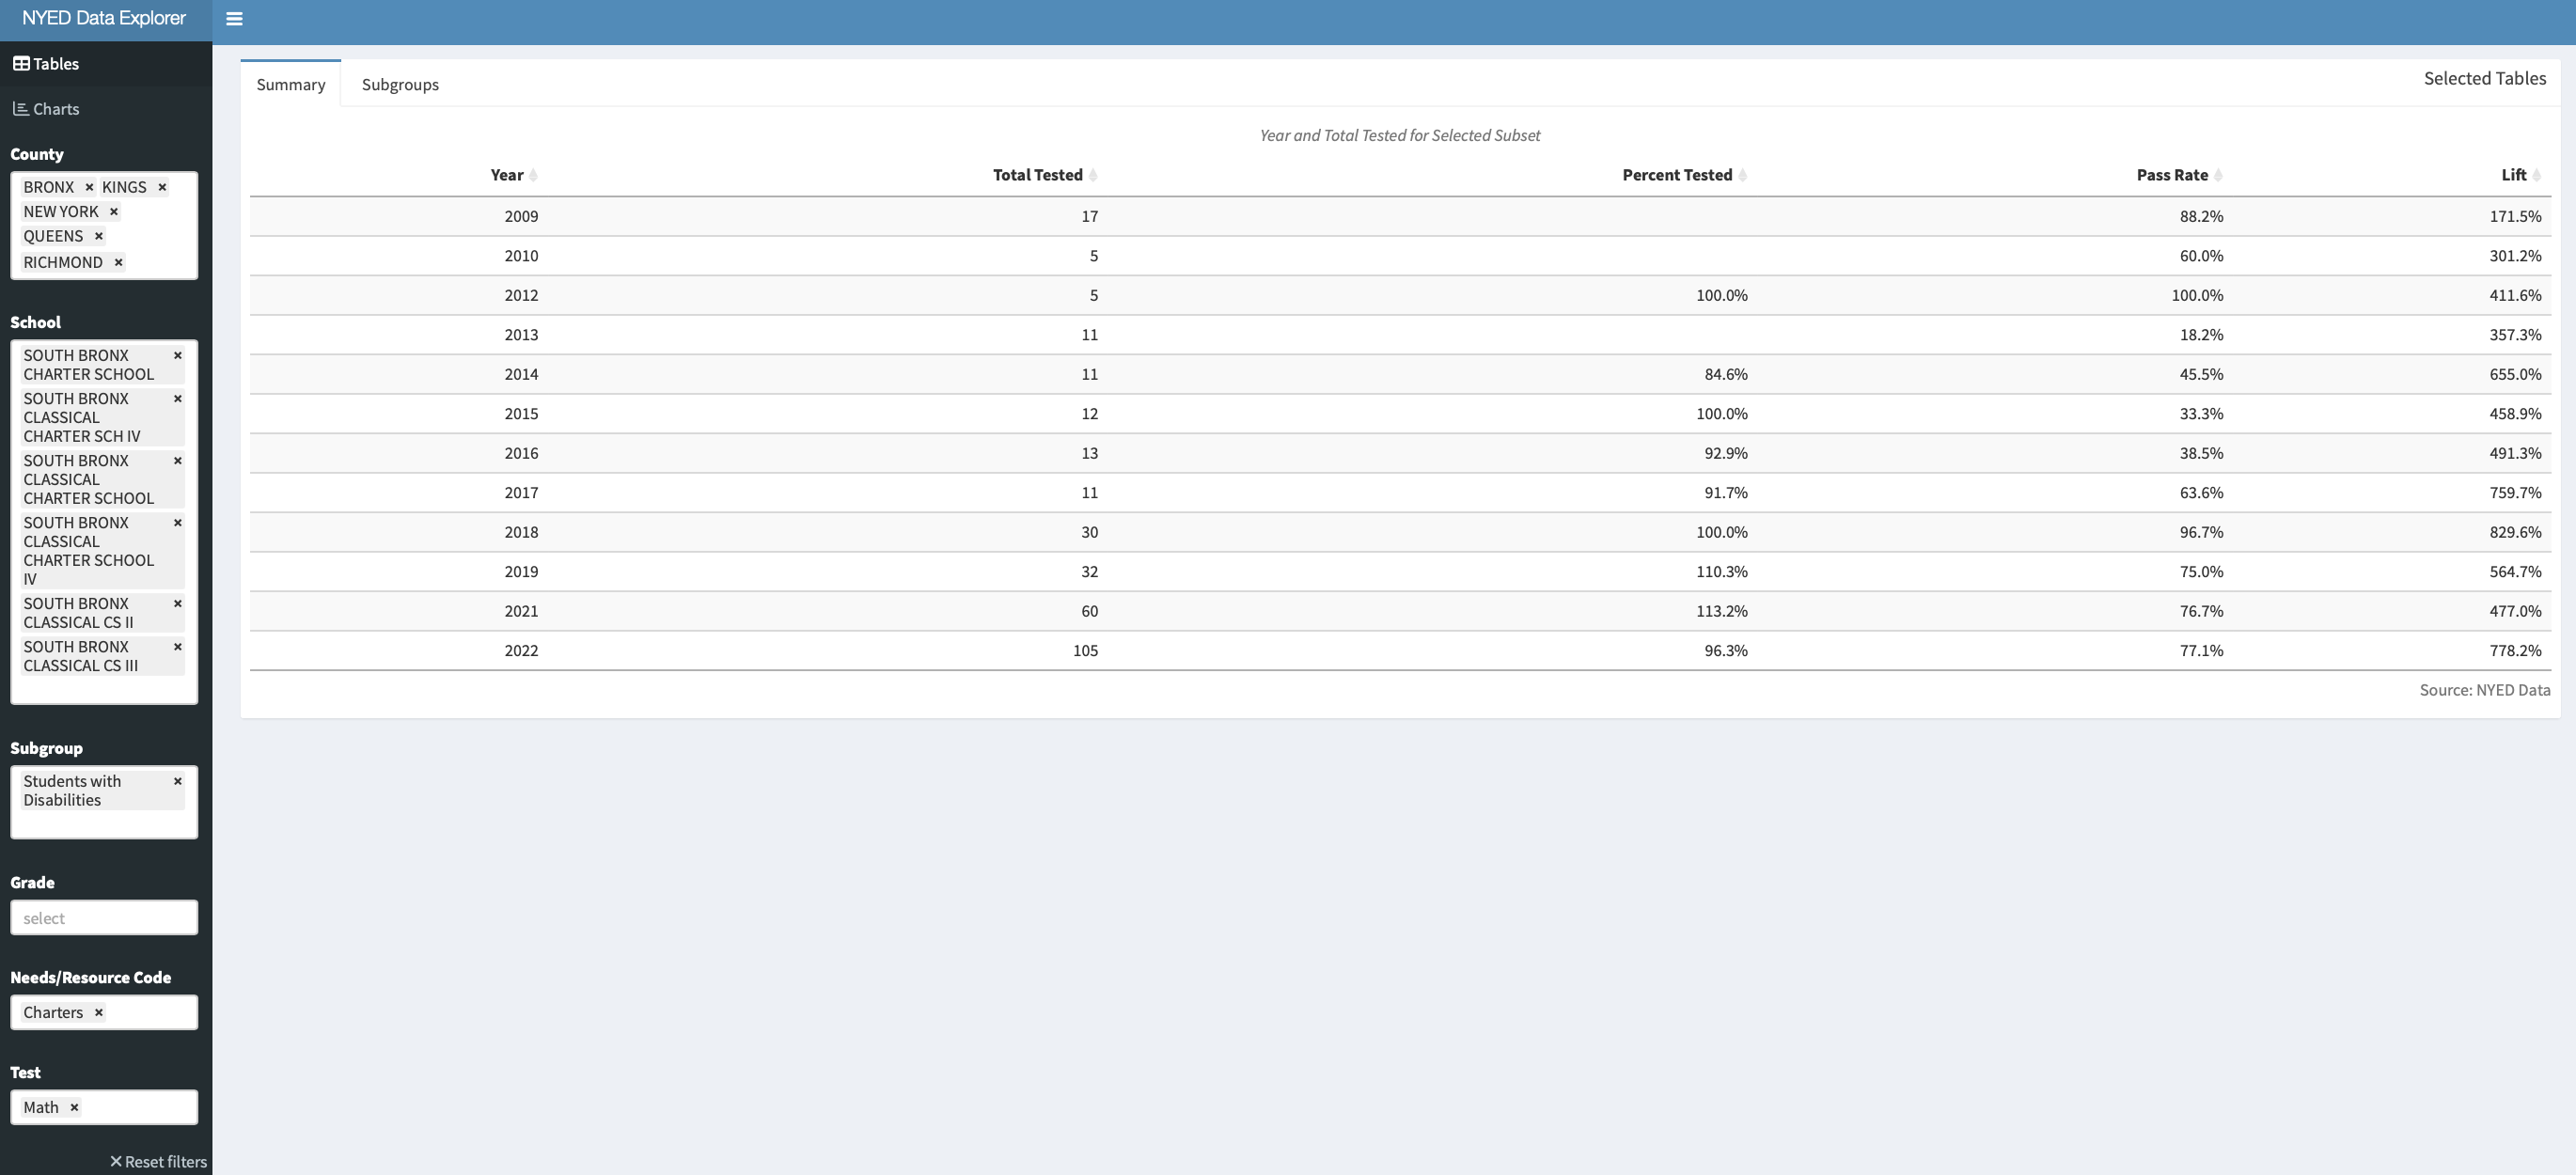 NYED Data Explorer
Tables
Charts
County
BRONX × KINGS ×
NEW YORK ×
QUEENS ×
RICHMOND ×
School
SOUTH BRONX ×
CHARTER SCHOOL
SOUTH BRONX ×
CLASSICAL
CHARTER SCH IV
SOUTH BRONX ×
CLASSICAL
CHARTER SCHOOL
SOUTH BRONX ×
CLASSICAL
CHARTER SCHOOL
IV
SOUTH BRONX ×
CLASSICAL CS II
SOUTH BRONX ×
CLASSICAL CS III
Subgroup
Students with ×
Disabilities
Grade
select
Needs/Resource Code
Charters ×
Test
Math ×
× Reset filters
Summary Subgroups Selected Tables
Year and Total Tested for Selected Subset
Year Total Tested Percent Tested Pass Rate Lift
2009 17 88.2% 171.5%
2010 5 60.0% 301.2%
2012 5 100.0% 100.0% 411.6%
2013 11 18.2% 357.3%
2014 11 84.6% 45.5% 655.0%
2015 12 100.0% 33.3% 458.9%
2016 13 92.9% 38.5% 491.3%
2017 11 91.7% 63.6% 759.7%
2018 30 100.0% 96.7% 829.6%
2019 32 110.3% 75.0% 564.7%
2021 60 113.2% 76.7% 477.0%
2022 105 96.3% 77.1% 778.2%
Source: NYED Data